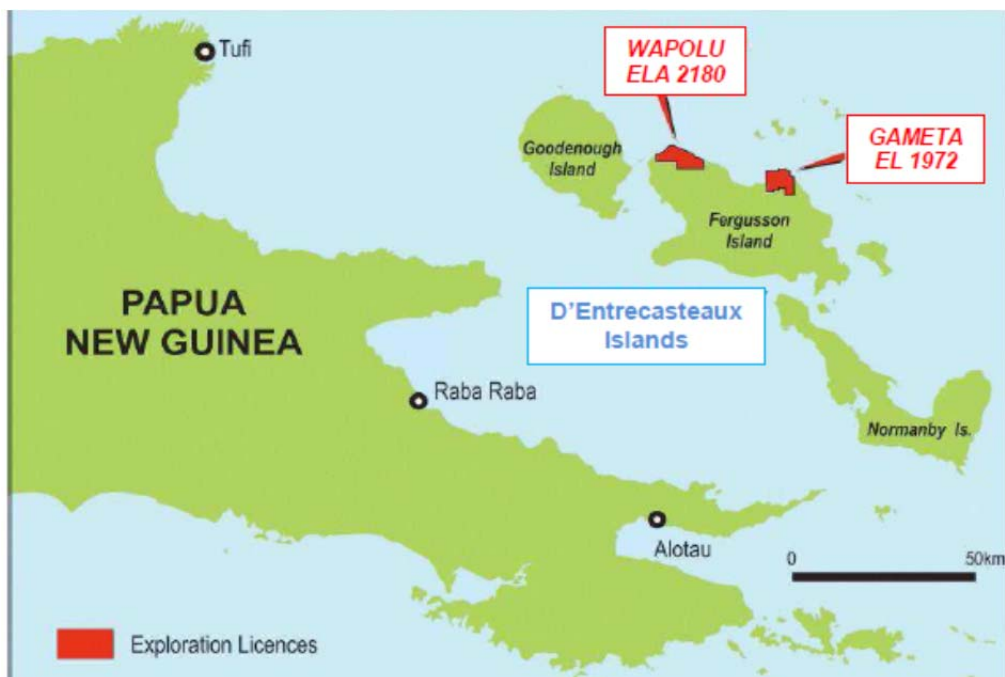 Tufi
WAPOLU
ELA 2180
GAMETA
EL 1972
Goodenough
Island
Fergusson
Island
PAPUA
NEW GUINEA
D'Entrecasteaux
Islands
Raba Raba
Normanby Is.
Alotau
0 50km
Exploration Licences